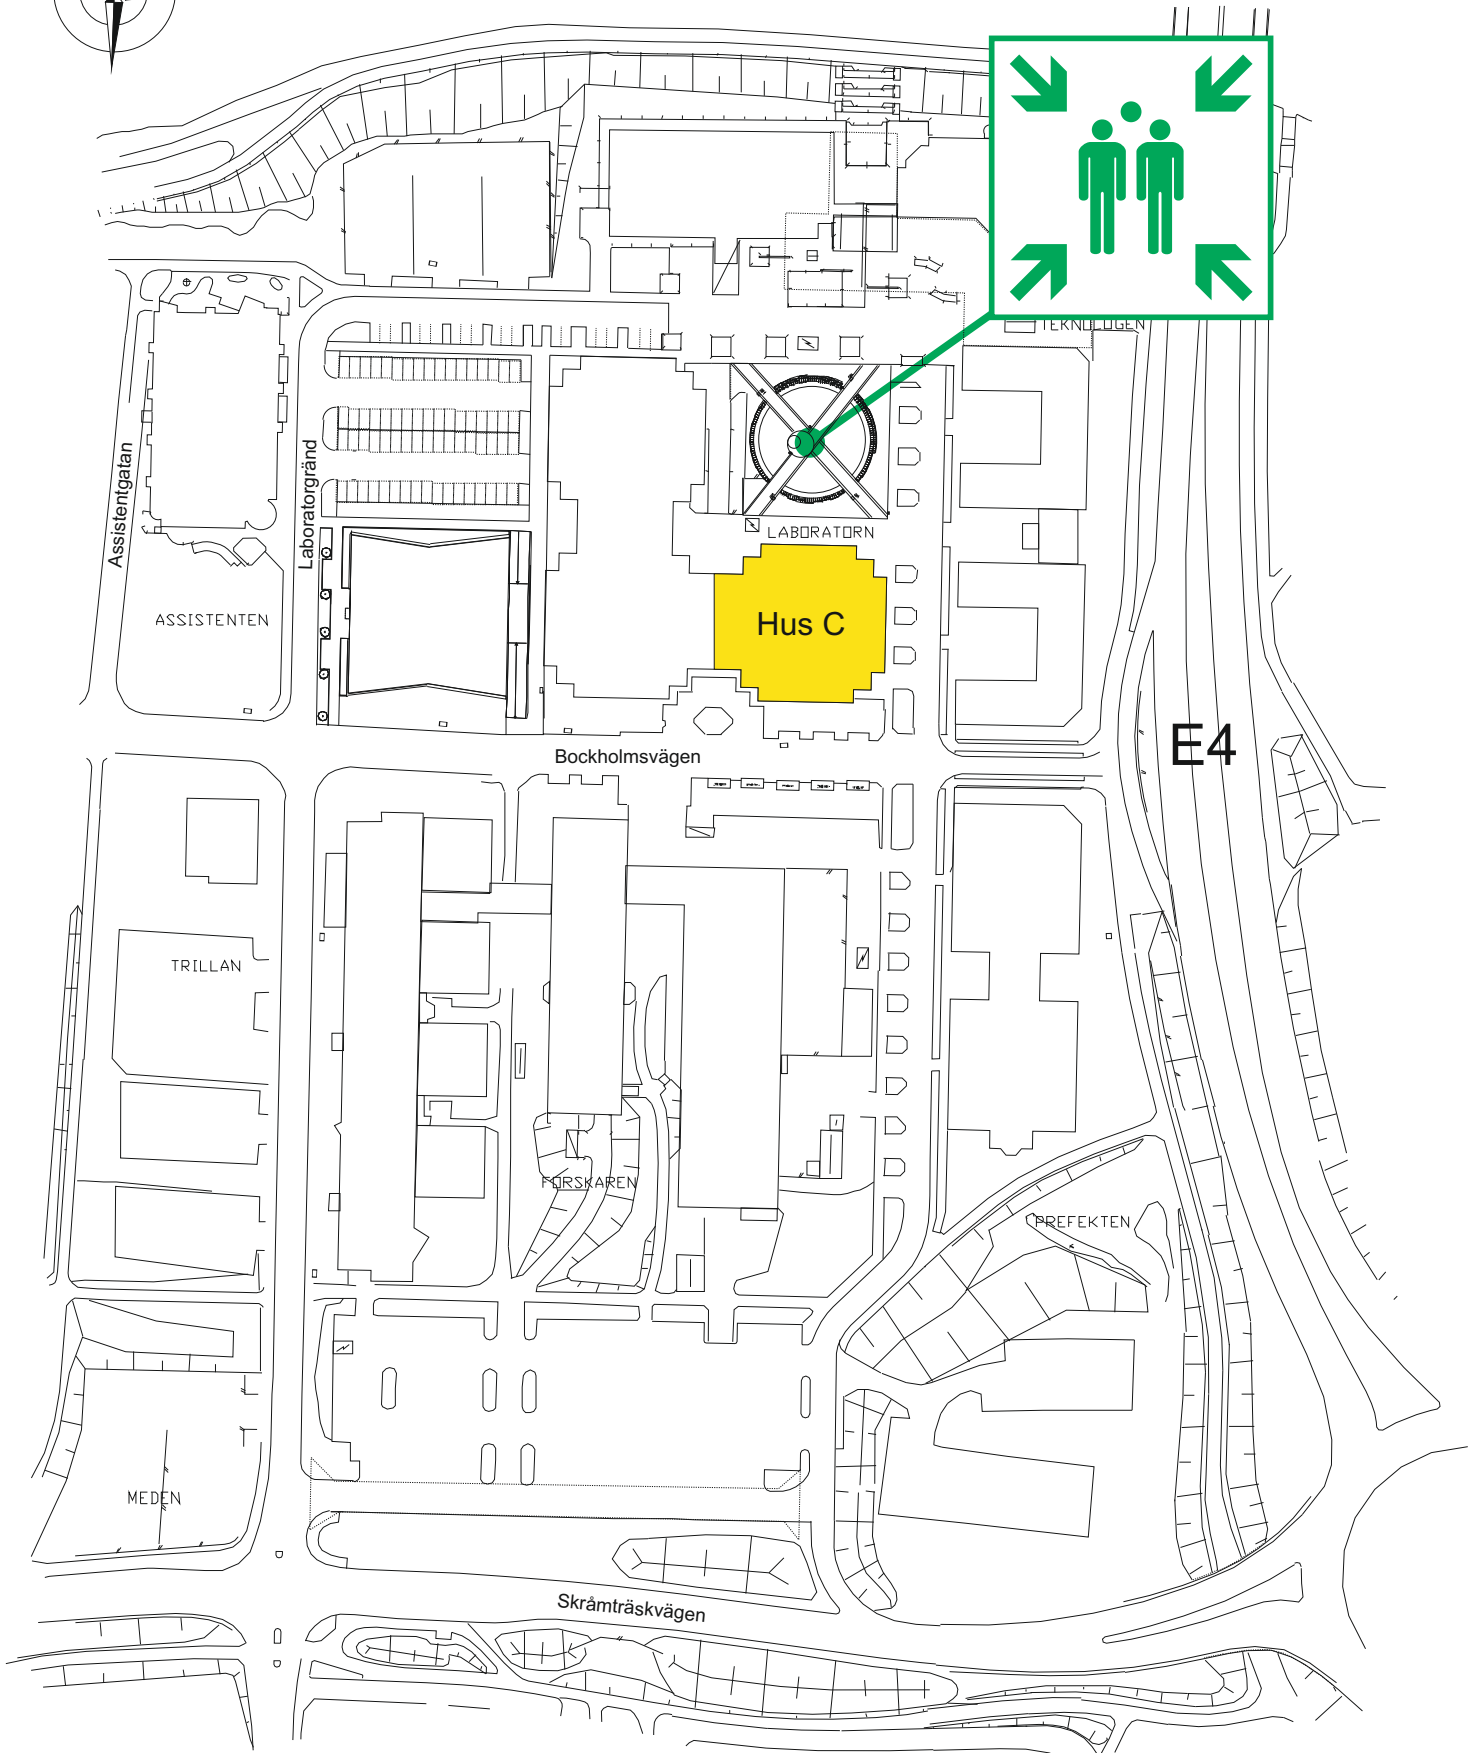 TEKNOLOGEN
Assistentgatan
Laboratorgränd
LABORATORN
ASSISTENTEN
Hus C
E4
Bockholmsvägen
TRILLAN
FORSKAREN
PREFEKTEN
MEDEN
Skråmträskvägen